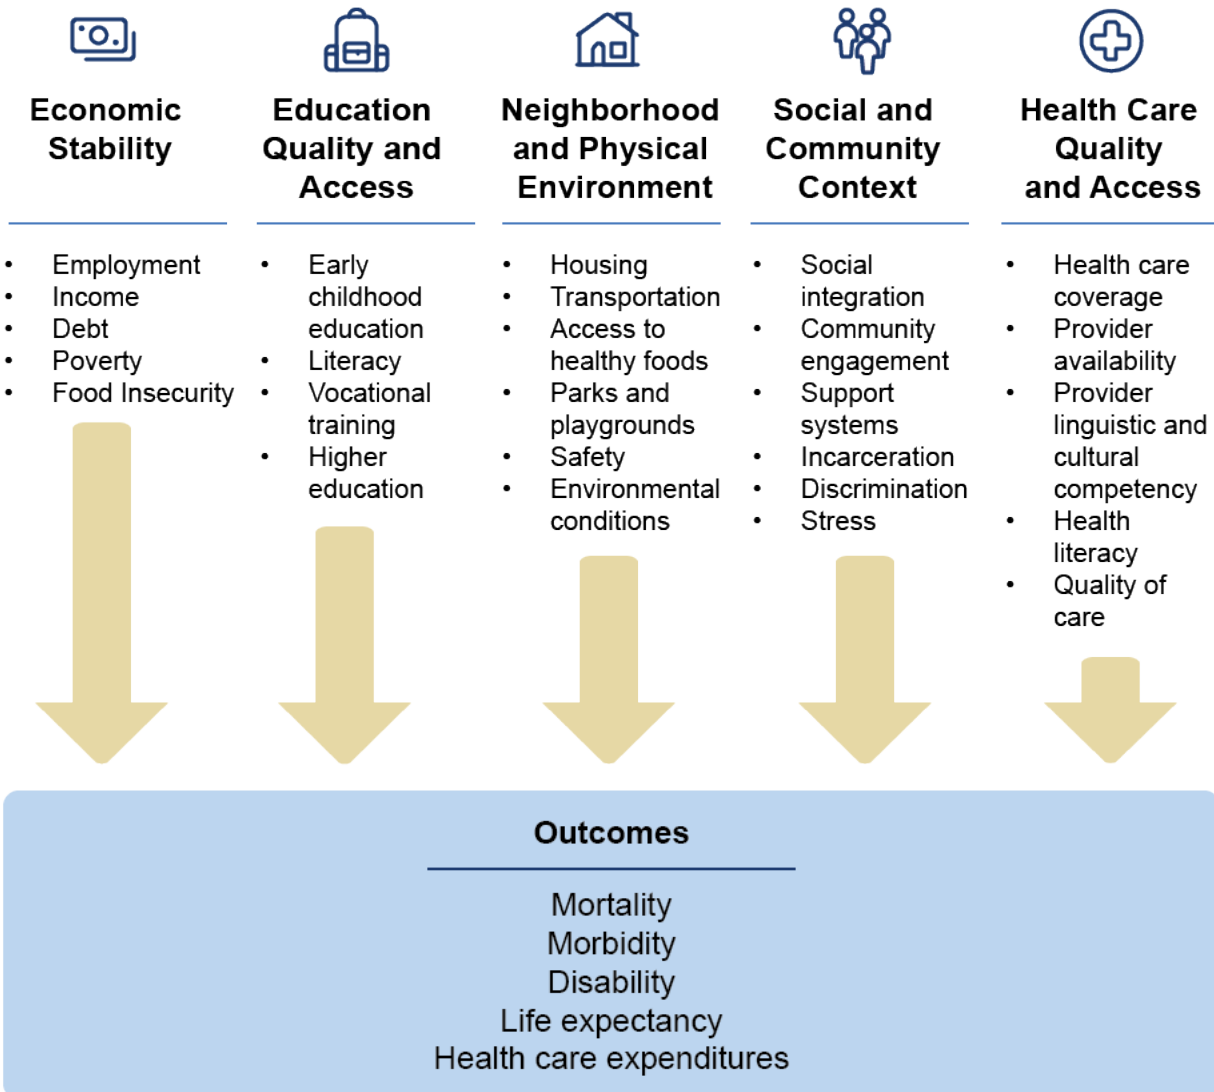 Economic
Stability
Education
Quality and
Access
Neighborhood
and Physical
Environment
Social and
Community
Context
Health Care
Quality
and Access
• Employment
• Income
• Debt
• Poverty
• Food Insecurity
• Early
childhood
education
• Literacy
• Vocational
training
• Higher
education
• Housing
• Transportation
• Access to
healthy foods
• Parks and
playgrounds
• Safety
• Environmental
conditions
• Social
integration
• Community
engagement
• Support
systems
• Incarceration
• Discrimination
• Stress
• Health care
coverage
• Provider
availability
• Provider
linguistic and
cultural
competency
• Health
literacy
• Quality of
care
Outcomes
Mortality
Morbidity
Disability
Life expectancy
Health care expenditures